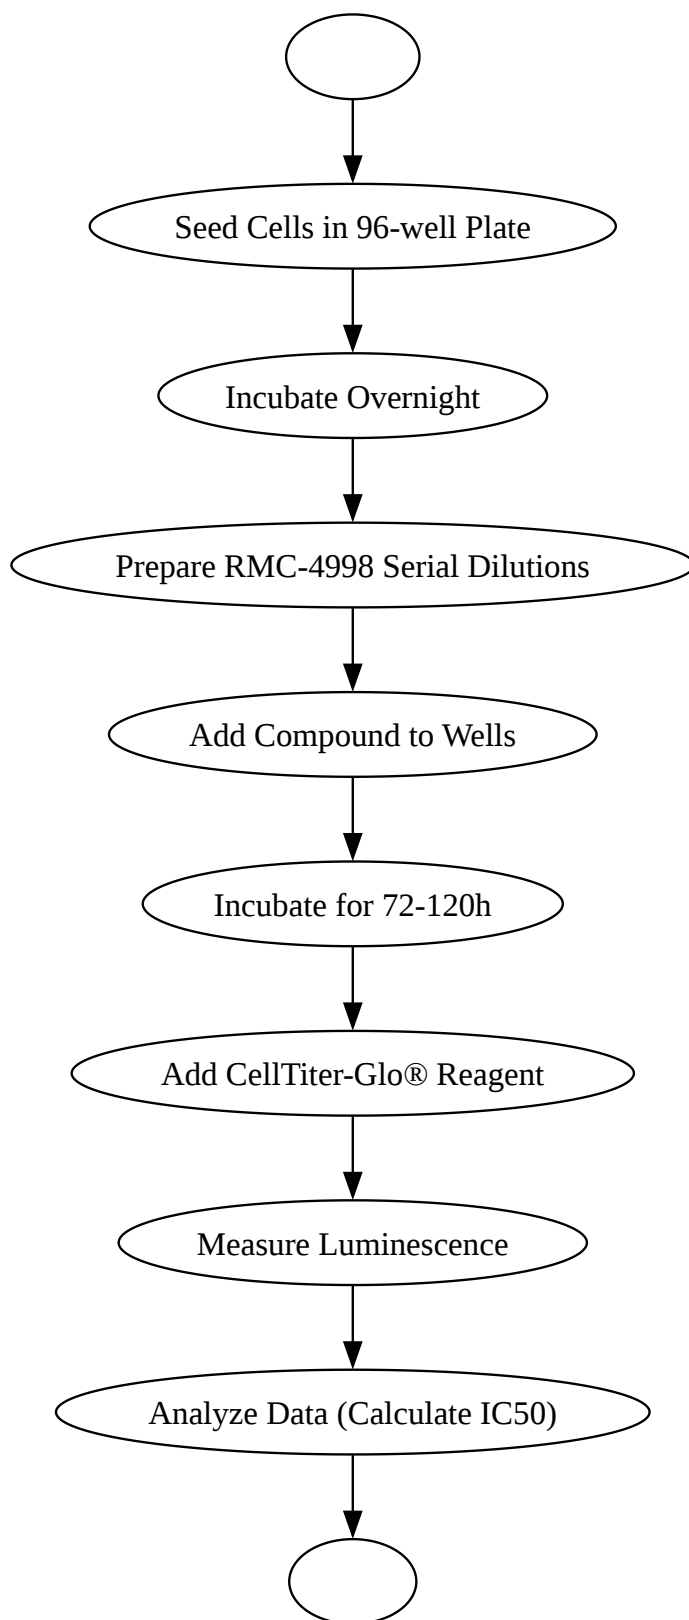 Seed Cells in 96-well Plate
Incubate Overnight
Prepare RMC-4998 Serial Dilutions
Add Compound to Wells
Incubate for 72-120h
Add CellTiter-Glo® Reagent
Measure Luminescence
Analyze Data (Calculate IC50)